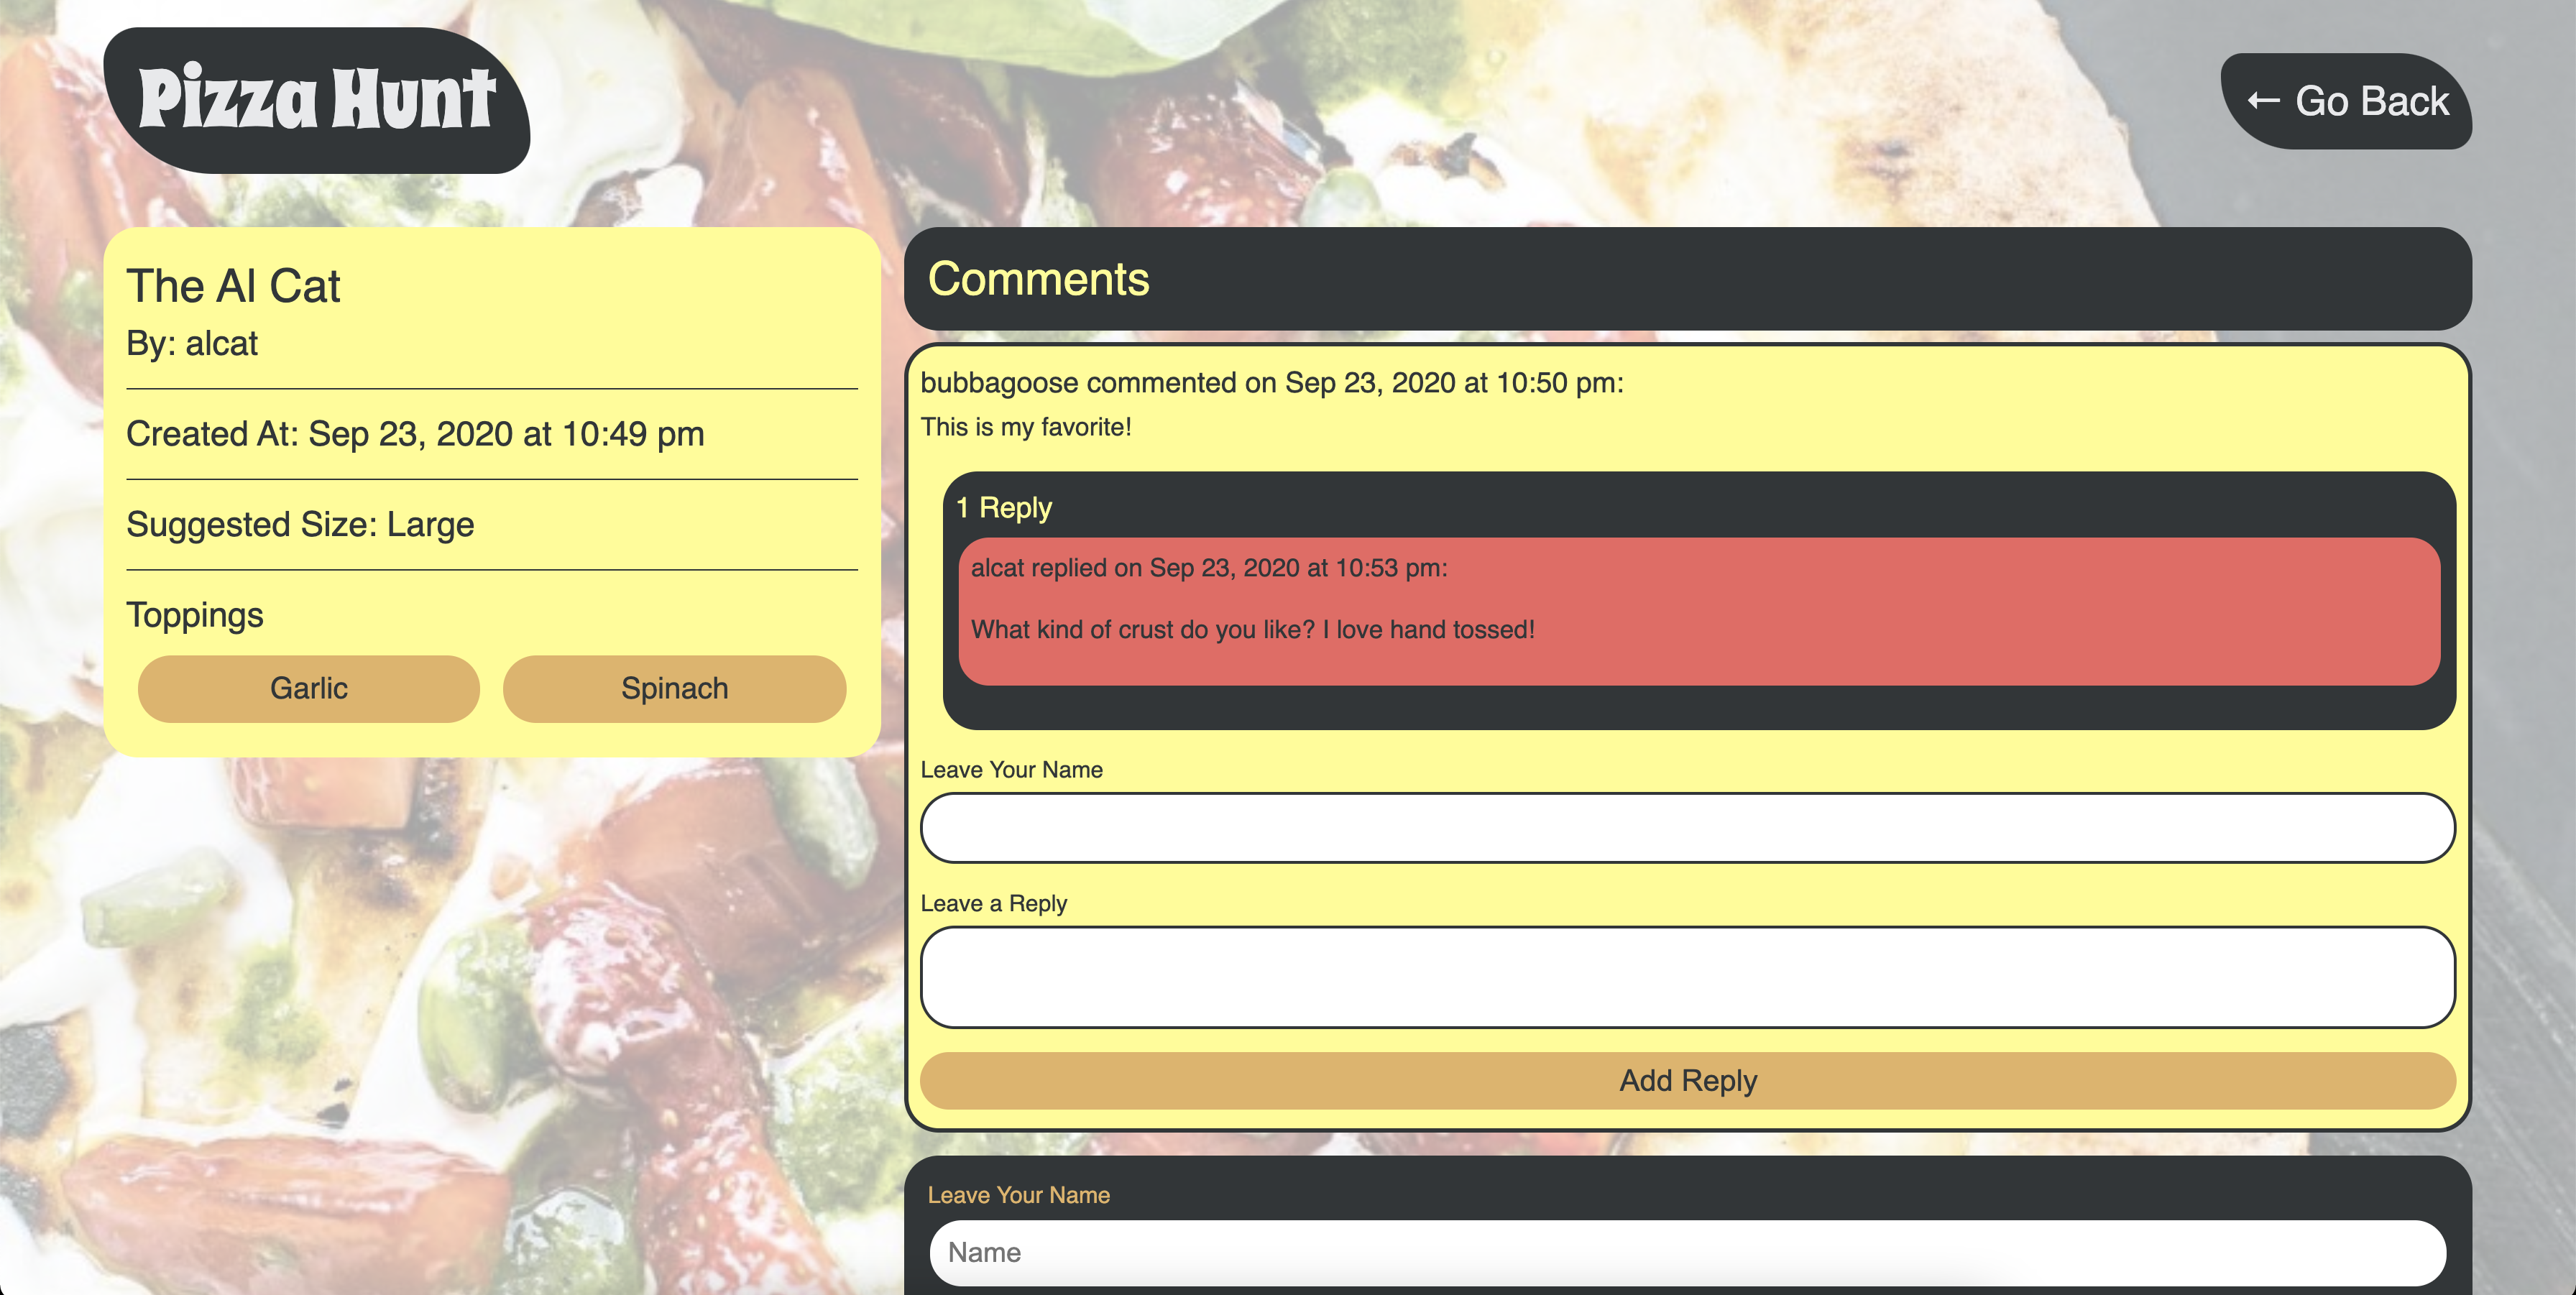 Pizza Hunt
← Go Back
The Al Cat
By: alcat
Created At: Sep 23, 2020 at 10:49 pm
Suggested Size: Large
Toppings
Garlic
Spinach
Comments
bubbagoose commented on Sep 23, 2020 at 10:50 pm:
This is my favorite!
1 Reply
alcat replied on Sep 23, 2020 at 10:53 pm:
What kind of crust do you like? I love hand tossed!
Leave Your Name
Leave a Reply
Add Reply
Leave Your Name
Name